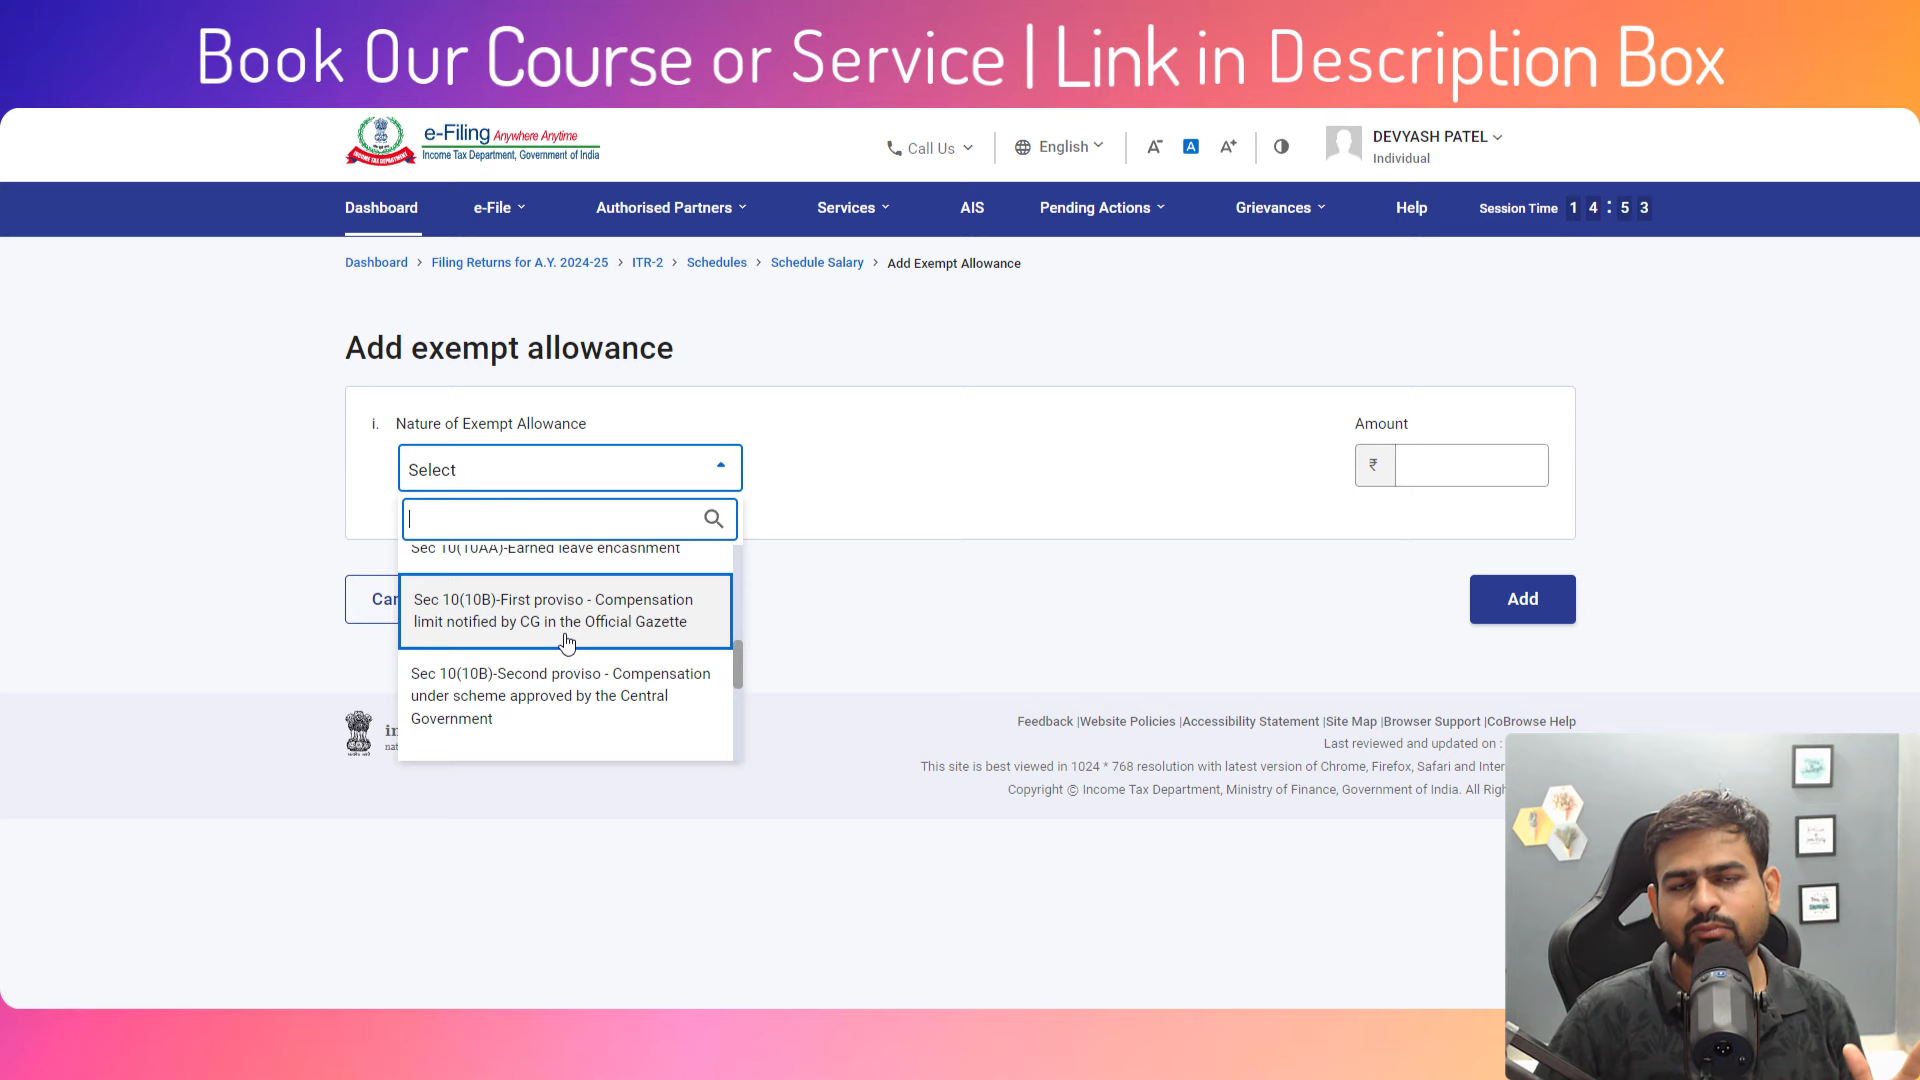 Book Our Course or Service | Link in Description Box
e-Filing Anywhere Anytime
Income Tax Department, Government of India
INCOME TAX DEPARTMENT
Call Us
English
A-
A
A+
DEVYASH PATEL
Individual
Dashboard
e-File
Authorised Partners
Services
AIS
Pending Actions
Grievances
Help
Session Time 1 4 : 5 3
Dashboard > Filing Returns for A.Y. 2024-25 > ITR-2 > Schedules > Schedule Salary > Add Exempt Allowance
Add exempt allowance
i. Nature of Exempt Allowance
Amount
Select
₹
Sec 10(10AA)-Earned leave encashment
Sec 10(10B)-First proviso - Compensation
limit notified by CG in the Official Gazette
Sec 10(10B)-Second proviso - Compensation
under scheme approved by the Central
Government
Can
Add
in
nat
Feedback |Website Policies |Accessibility Statement |Site Map |Browser Support |CoBrowse Help
Last reviewed and updated on :
This site is best viewed in 1024 * 768 resolution with latest version of Chrome, Firefox, Safari and Inter
Copyright © Income Tax Department, Ministry of Finance, Government of India. All Righ